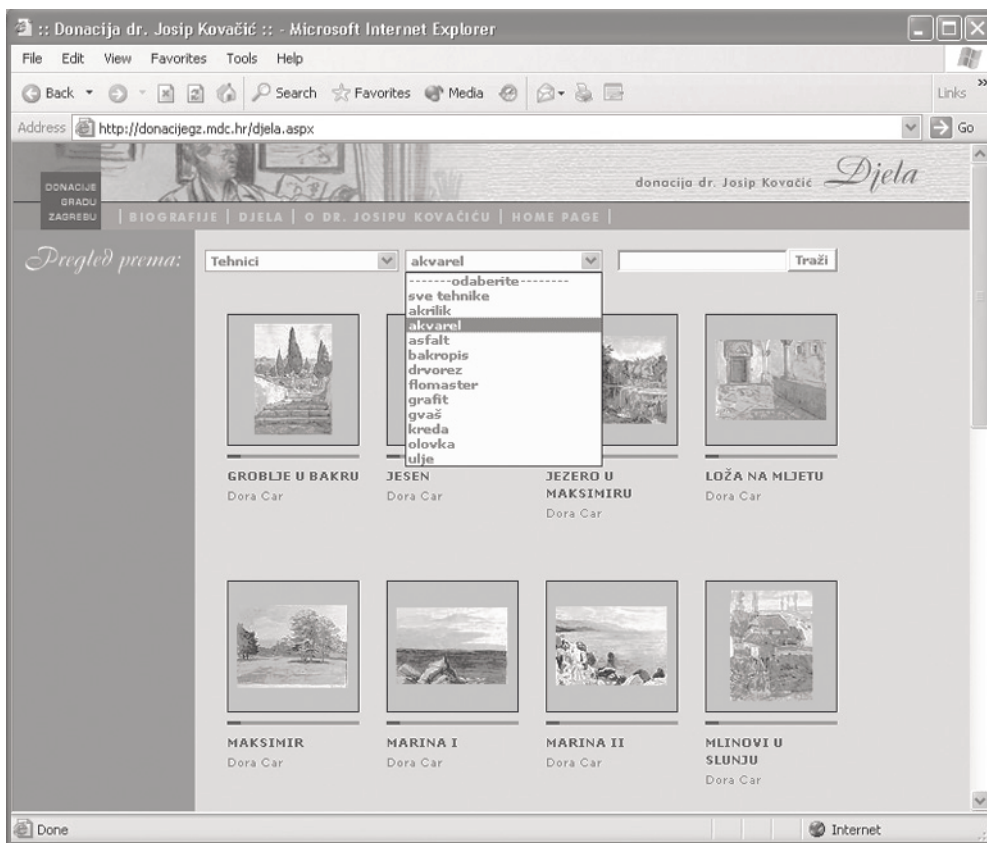 :: Donacija dr. Josip Kovačić :: - Microsoft Internet Explorer
File Edit View Favorites Tools Help
Back Search Favorites Media Links »
Address http://donacijegz.mdc.hr/djela.aspx Go
donacija dr. Josip Kovačić Djela
DONACIJE
GRADU
ZAGREBU
| BIOGRAFIJE | DJELA | O DR. JOSIPU KOVAČIĆU | HOME PAGE |
Pregled prema:
Tehnici akvarel Traži
-------odaberite--------
sve tehnike
akrilik
akvarel
asfalt
bakropis
drvorez
flomaster
grafit
gvaš
kreda
olovka
ulje
GROBLJE U BAKRU
Dora Car
JESEN
Dora Car
JEZERO U
MAKSIMIRU
Dora Car
LOŽA NA MLJETU
Dora Car
MAKSIMIR
Dora Car
MARINA I
Dora Car
MARINA II
Dora Car
MLINOVI U
SLUNJU
Dora Car
Done Internet